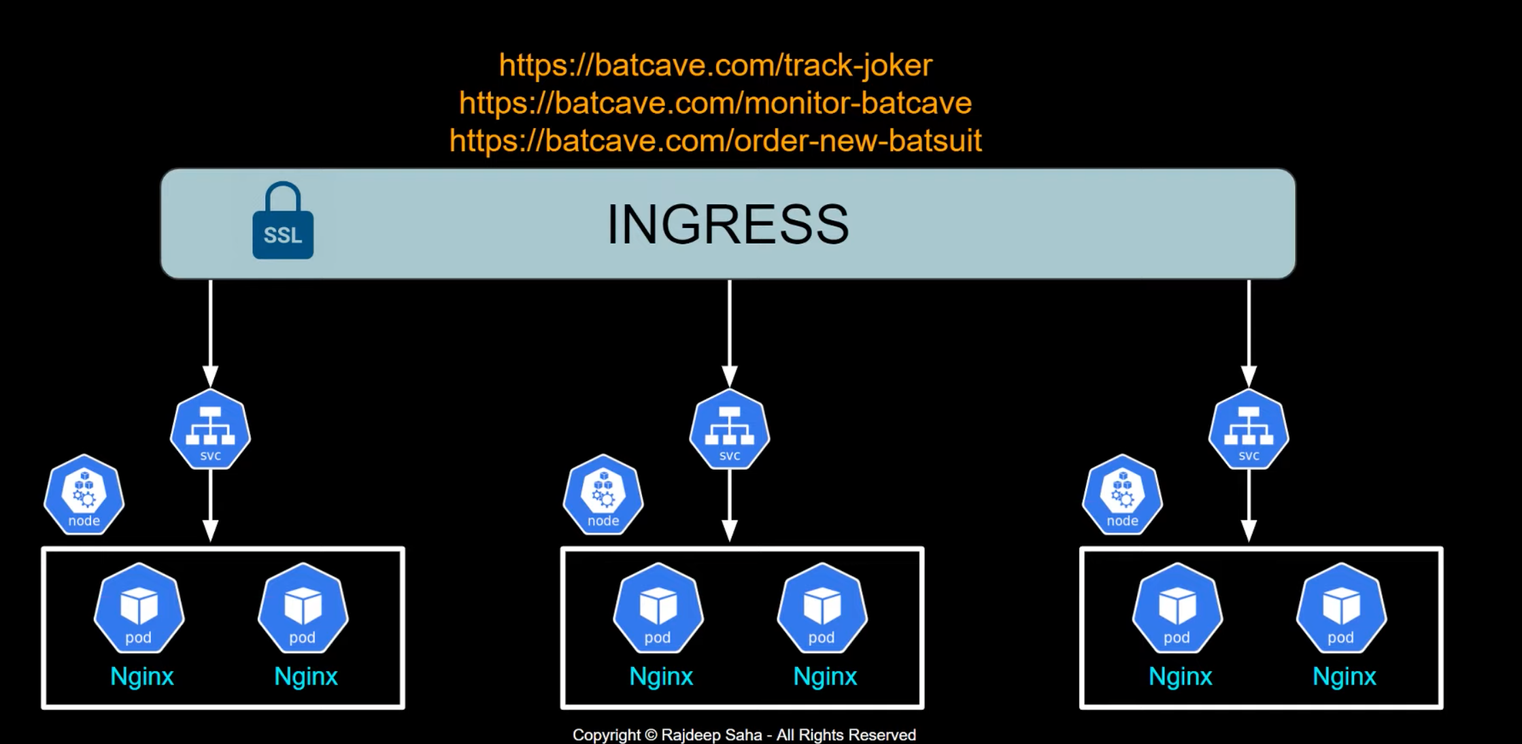 https://batcave.com/track-joker
https://batcave.com/monitor-batcave
https://batcave.com/order-new-batsuit
SSL
INGRESS
svc
svc
svc
node
node
node
pod
pod
pod
pod
pod
pod
Nginx
Nginx
Nginx
Nginx
Nginx
Nginx
Copyright © Rajdeep Saha - All Rights Reserved